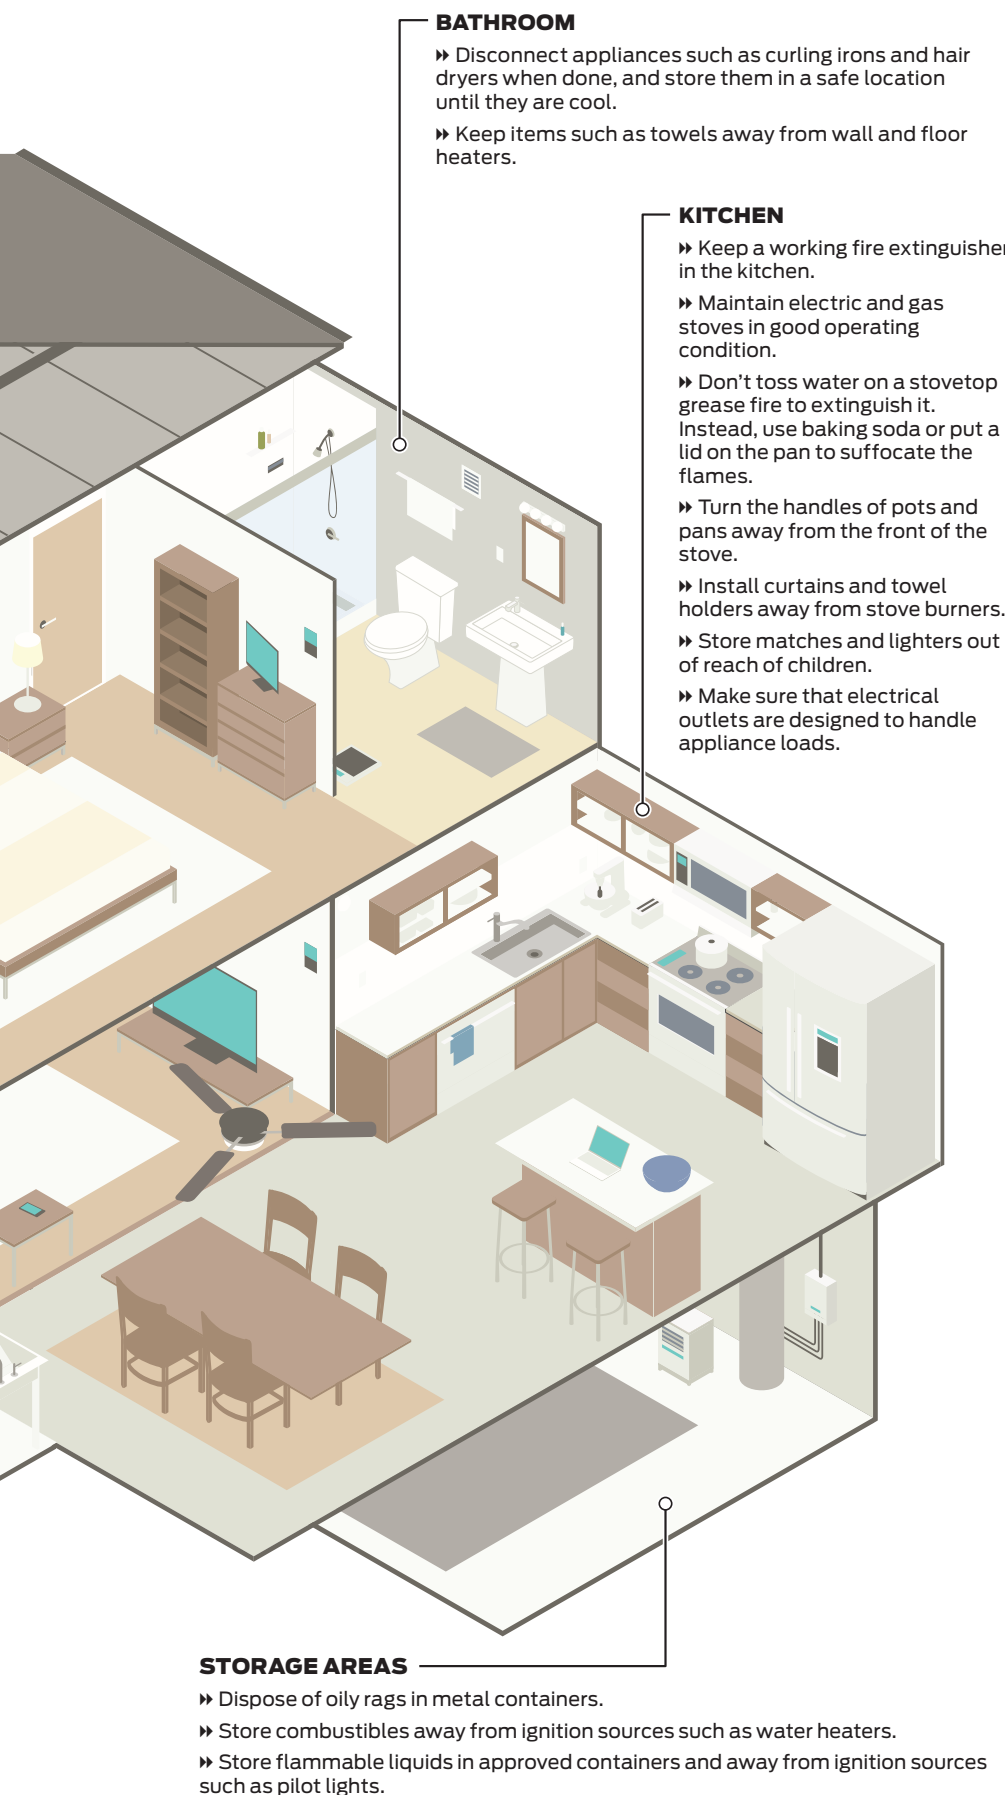 BATHROOM
» Disconnect appliances such as curling irons and hair
dryers when done, and store them in a safe location
until they are cool.
» Keep items such as towels away from wall and floor
heaters.
KITCHEN
» Keep a working fire extinguisher
in the kitchen.
» Maintain electric and gas
stoves in good operating
condition.
» Don’t toss water on a stovetop
grease fire to extinguish it.
Instead, use baking soda or put a
lid on the pan to suffocate the
flames.
» Turn the handles of pots and
pans away from the front of the
stove.
» Install curtains and towel
holders away from stove burners.
» Store matches and lighters out
of reach of children.
» Make sure that electrical
outlets are designed to handle
appliance loads.
STORAGE AREAS
» Dispose of oily rags in metal containers.
» Store combustibles away from ignition sources such as water heaters.
» Store flammable liquids in approved containers and away from ignition sources
such as pilot lights.